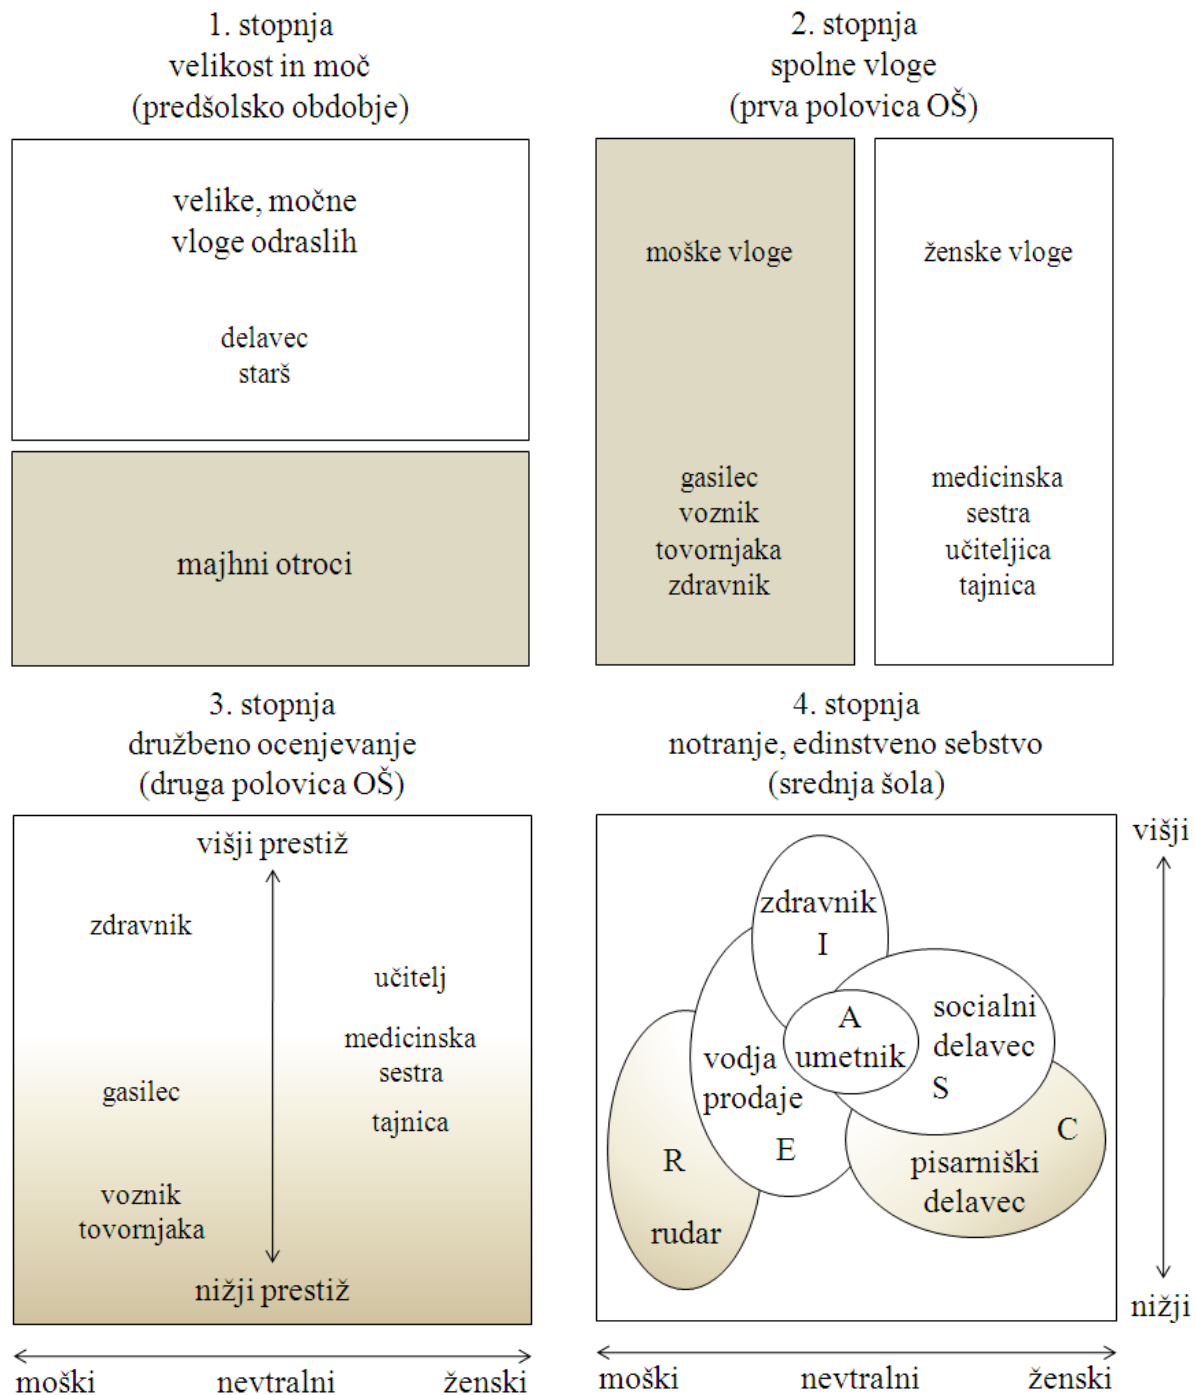 1. stopnja
velikost in moč
(predšolsko obdobje)
velike, močne
vloge odraslih
delavec
starš
majhni otroci
2. stopnja
spolne vloge
(prva polovica OŠ)
moške vloge
gasilec
voznik
tovornjaka
zdravnik
ženske vloge
medicinska
sestra
učiteljica
tajnica
3. stopnja
družbeno ocenjevanje
(druga polovica OŠ)
višji prestiž
zdravnik
učitelj
medicinska
sestra
gasilec
tajnica
voznik
tovornjaka
nižji prestiž
moški
nevtralni
ženski
4. stopnja
notranje, edinstveno sebstvo
(srednja šola)
višji
zdravnik
I
A
umetnik
socialni
delavec
S
vodja
prodaje
E
C
pisarniški
delavec
R
rudar
nižji
moški
nevtralni
ženski